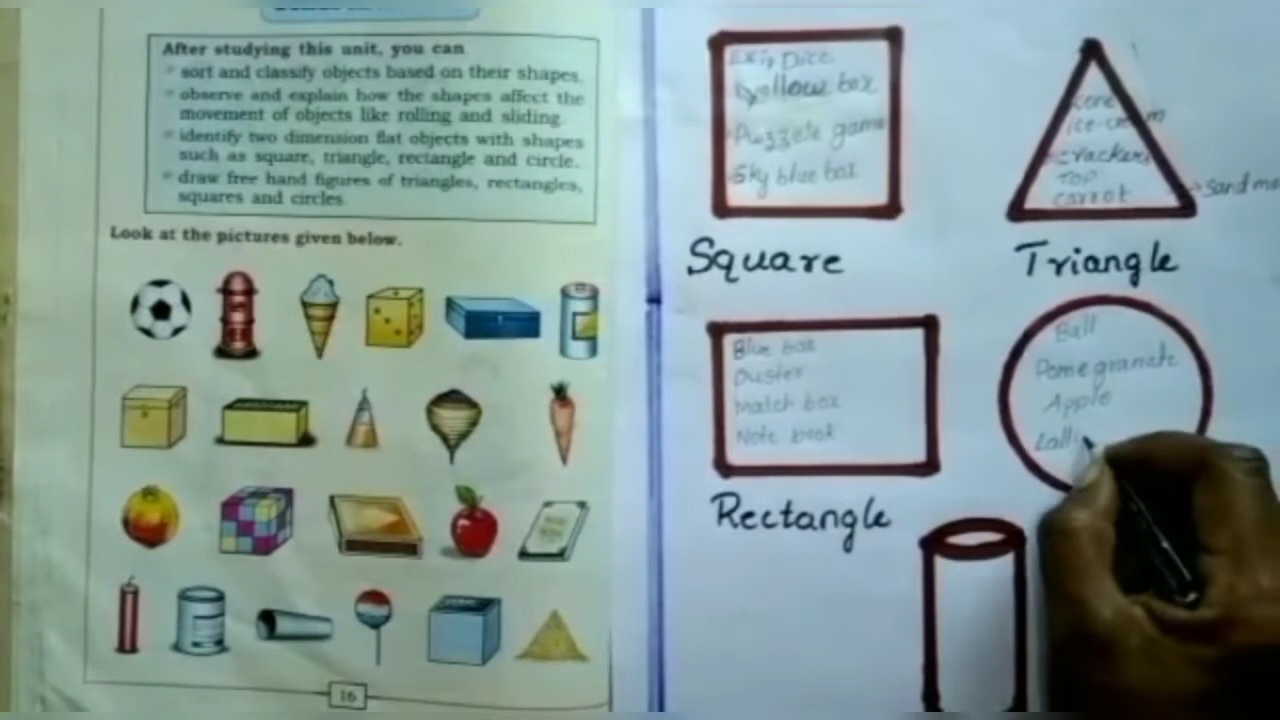 After studying this unit, you can
sort and classify objects based on their shapes.
observe and explain how the shapes affect the
movement of objects like rolling and sliding.
identify two dimension flat objects with shapes
such as square, triangle, rectangle and circle.
draw free hand figures of triangles, rectangles,
squares and circles.
Look at the pictures given below.
16
Dice
yellow box
Puzzele game
Sky blue box
Square
ice-cream
crackers
Top
carrot
Triangle
Blue box
Duster
Match box
Note book
Rectangle
Ball
Pomegranate
Apple
Lolli